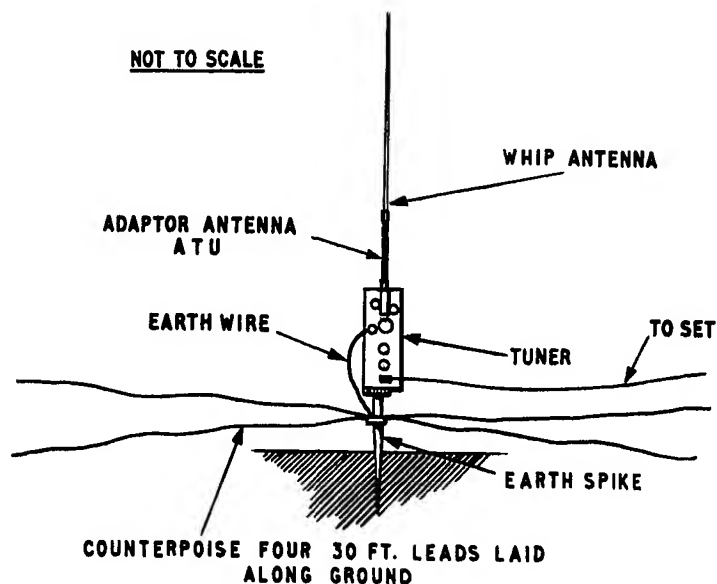 NOT TO SCALE
WHIP ANTENNA
ADAPTOR ANTENNA
ATU
EARTH WIRE
TO SET
TUNER
EARTH SPIKE
COUNTERPOISE FOUR 30 FT. LEADS LAID
ALONG GROUND